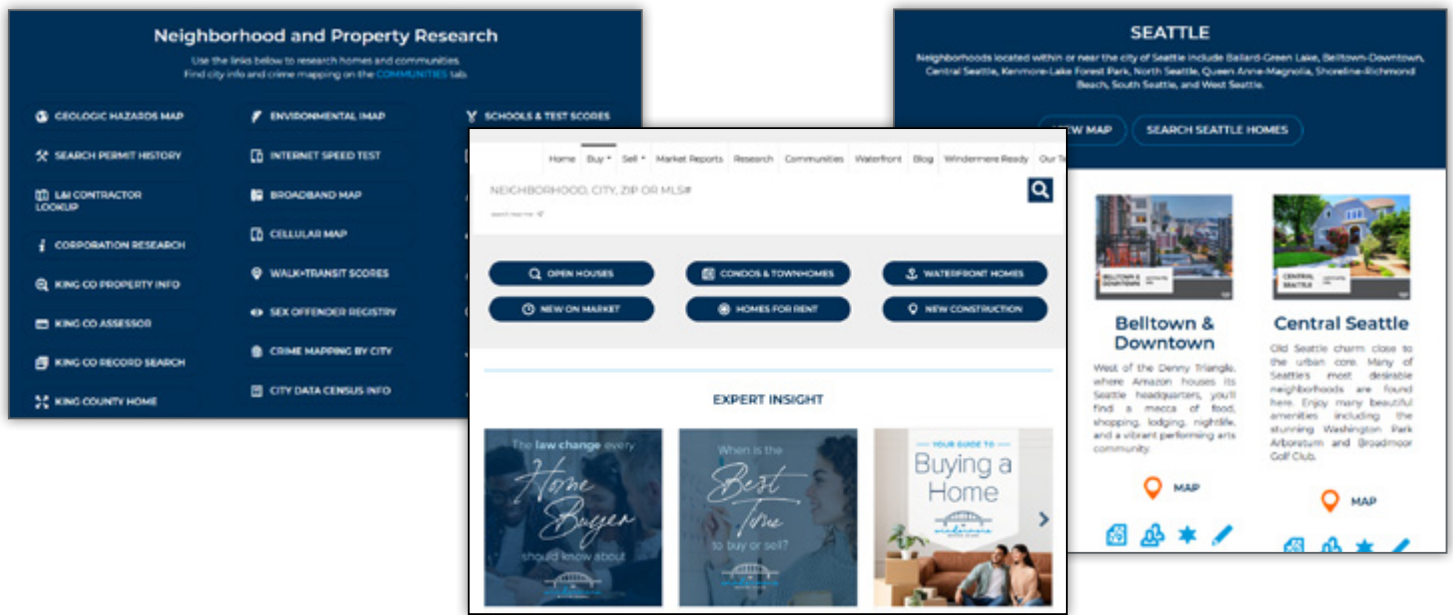 Neighborhood and Property Research
Use the links below to research homes and communities.
Find city info and crime mapping on the COMMUNITIES tab.
GEOLOGIC HAZARDS MAP
SEARCH PERMIT HISTORY
L&I CONTRACTOR
LOOKUP
CORPORATION RESEARCH
KING CO PROPERTY INFO
KING CO ASSESSOR
KING CO RECORD SEARCH
KING COUNTY HOME
ENVIRONMENTAL IMAP
INTERNET SPEED TEST
BROADBAND MAP
CELLULAR MAP
WALK+TRANSIT SCORES
SEX OFFENDER REGISTRY
CRIME MAPPING BY CITY
CITY DATA CENSUS INFO
SCHOOLS & TEST SCORES
Home Buy Sell Market Reports Research Communities Waterfront Blog Windermere Ready Our
NEIGHBORHOOD, CITY, ZIP OR MLS#
search near me
OPEN HOUSES
CONDOS & TOWNHOMES
WATERFRONT HOMES
NEW ON MARKET
HOMES FOR RENT
NEW CONSTRUCTION
EXPERT INSIGHT
The law change every
Home
Buyer
should know about
When is the
Best
Time
to buy or sell?
YOUR GUIDE TO
Buying a
Home
windermere
SEATTLE
Neighborhoods located within or near the city of Seattle include Ballard-Green Lake, Belltown-Downtown,
Central Seattle, Kenmore-Lake Forest Park, North Seattle, Queen Anne-Magnolia, Shoreline-Richmond
Beach, South Seattle, and West Seattle.
VIEW MAP
SEARCH SEATTLE HOMES
BELLTOWN &
DOWNTOWN
Belltown &
Downtown
West of the Denny Triangle,
where Amazon houses its
Seattle headquarters, you'll
find a mecca of food,
shopping, lodging, nightlife,
and a vibrant performing arts
community.
MAP
CENTRAL
SEATTLE
Central Seattle
Old Seattle charm close to
the urban core. Many of
Seattle's most desirable
neighborhoods are found
here. Enjoy many beautiful
amenities including the
stunning Washington Park
Arboretum and Broadmoor
Golf Club.
MAP